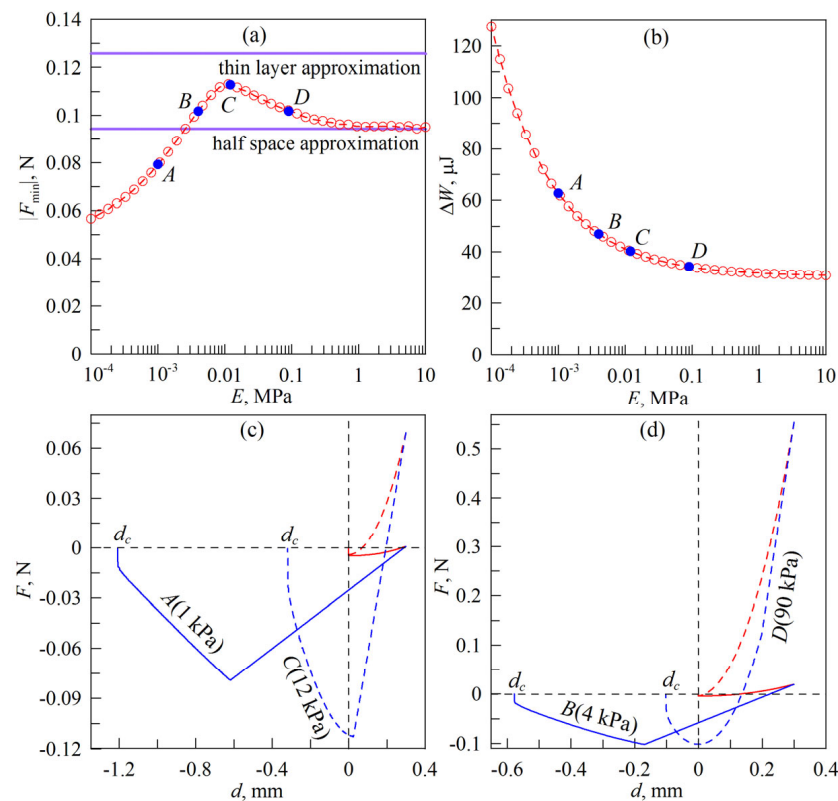 (a)
thin layer approximation
half space approximation
A
B
C
D
|Fmin|, N
0.14
0.12
0.1
0.08
0.06
0.04
0.02
0
10⁻⁴
10⁻³
0.01
0.1
1
10
E, MPa
(b)
A
B
C
D
ΔW, μJ
120
100
80
60
40
20
0
10⁻⁴
10⁻³
0.01
0.1
1
10
E, MPa
(c)
F, N
0.06
0.03
0
-0.03
-0.06
-0.09
-0.12
dc
dc
A(1 kPa)
C(12 kPa)
-1.2
-0.8
-0.4
0
0.4
d, mm
(d)
F, N
0.5
0.4
0.3
0.2
0.1
0
-0.1
dc
dc
B(4 kPa)
D(90 kPa)
-0.6
-0.4
-0.2
0
0.2
0.4
d, mm